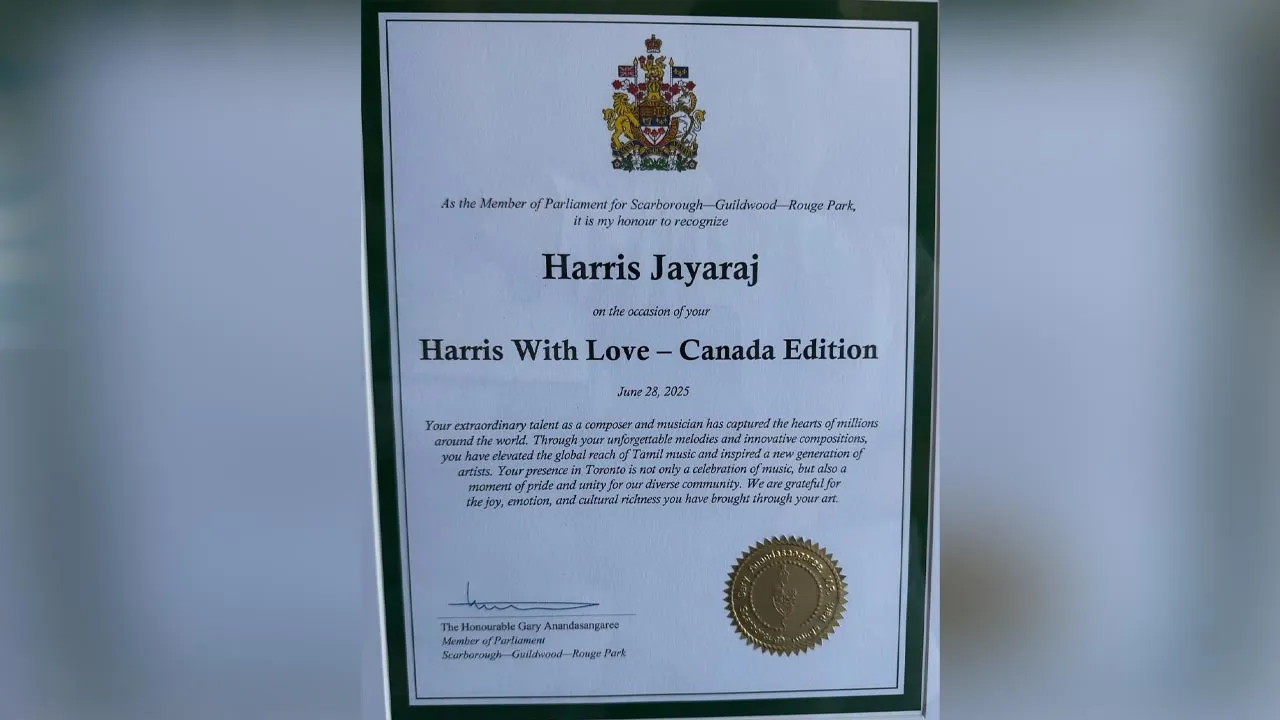 As the Member of Parliament for Scarborough—Guildwood—Rouge Park,
it is my honour to recognize
Harris Jayaraj
on the occasion of your
Harris With Love – Canada Edition
June 28, 2025
Your extraordinary talent as a composer and musician has captured the hearts of millions
around the world. Through your unforgettable melodies and innovative compositions,
you have elevated the global reach of Tamil music and inspired a new generation of
artists. Your presence in Toronto is not only a celebration of music, but also a
moment of pride and unity for our diverse community. We are grateful for
the joy, emotion, and cultural richness you have brought through your art.
The Honourable Gary Anandasangaree
Member of Parliament
Scarborough—Guildwood—Rouge Park